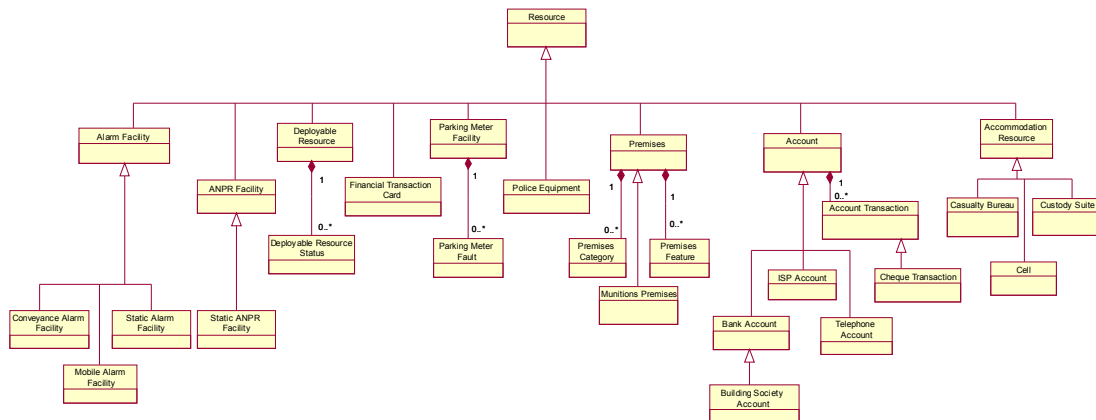 Resource
Alarm Facility
ANPR Facility
Deployable
Resource
1
0..*
Deployable Resource
Status
Financial Transaction
Card
Parking Meter
Facility
1
0..*
Parking Meter
Fault
Police Equipment
Premises
1
1
0..*
0..*
Premises
Category
Premises
Feature
Munitions Premises
Account
1
0..*
Account Transaction
Cheque Transaction
ISP Account
Bank Account
Telephone
Account
Building Society
Account
Accommodation
Resource
Casualty Bureau
Custody Suite
Cell
Conveyance Alarm
Facility
Static Alarm
Facility
Mobile Alarm
Facility
Static ANPR
Facility